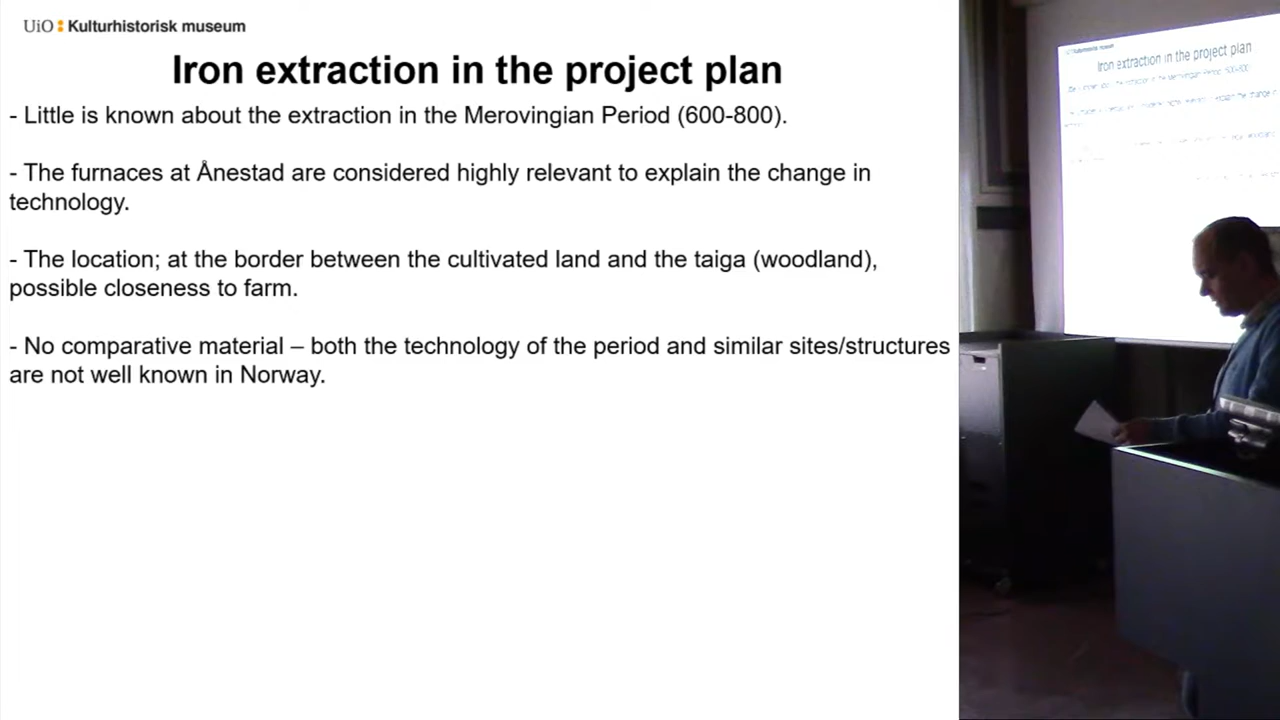 UiO : Kulturhistorisk museum
Iron extraction in the project plan
- Little is known about the extraction in the Merovingian Period (600-800).
- The furnaces at Ånestad are considered highly relevant to explain the change in
technology.
- The location; at the border between the cultivated land and the taiga (woodland),
possible closeness to farm.
- No comparative material – both the technology of the period and similar sites/structures
are not well known in Norway.
Iron extraction in the project plan